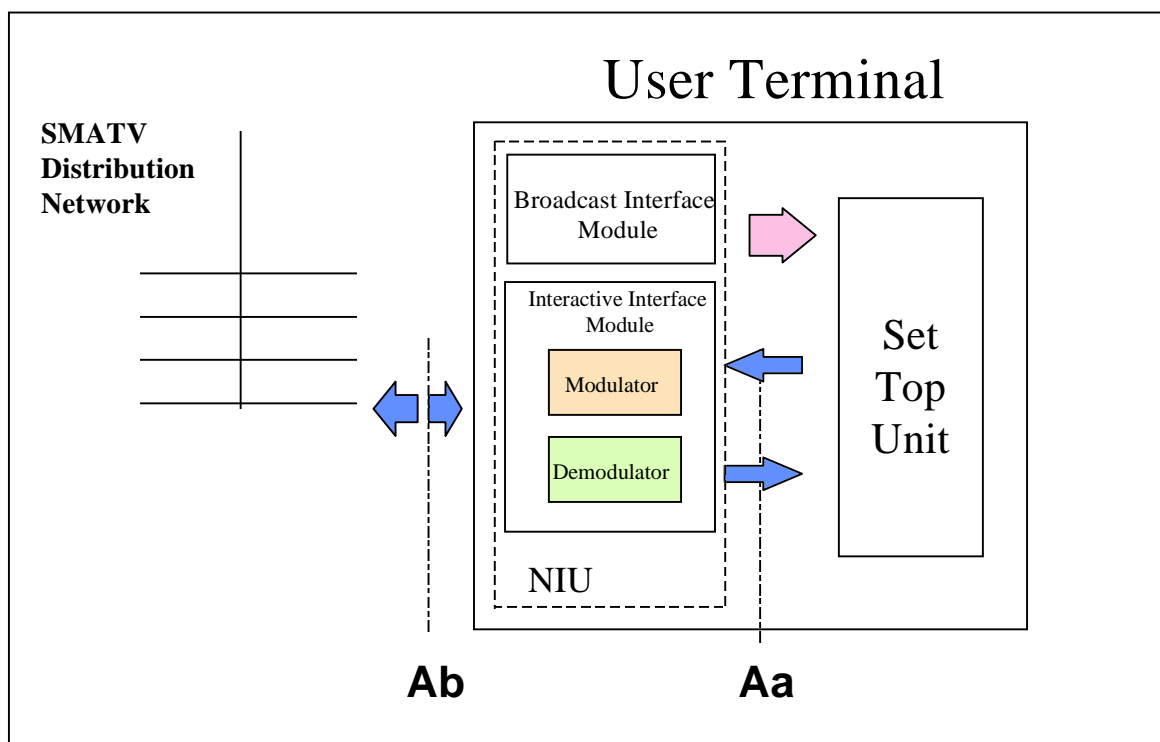 User Terminal
SMATV
Distribution
Network
Broadcast Interface
Module
Interactive Interface
Module
Modulator
Demodulator
NIU
Set
Top
Unit
Ab
Aa